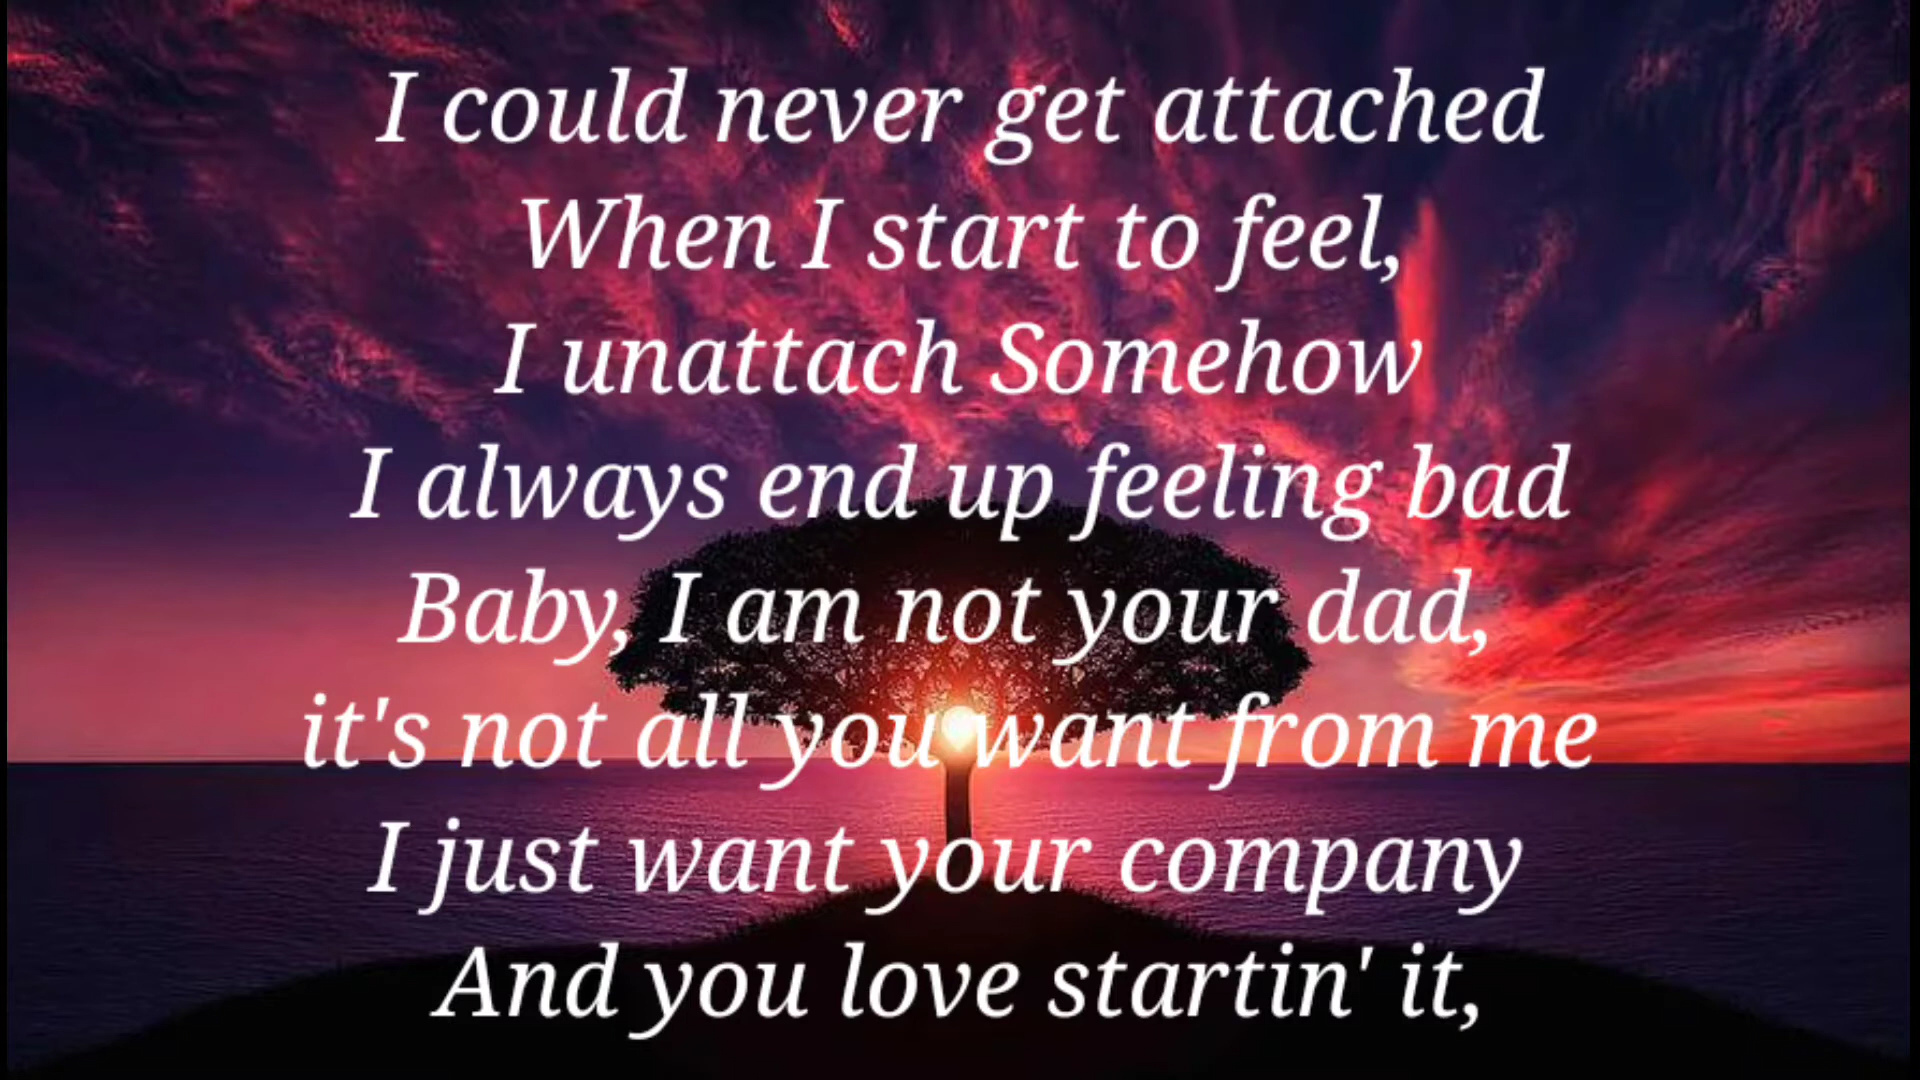 I could never get attached
When I start to feel,
I unattach Somehow
I always end up feeling bad
Baby, I am not your dad,
it's not all you want from me
I just want your company
And you love startin' it,